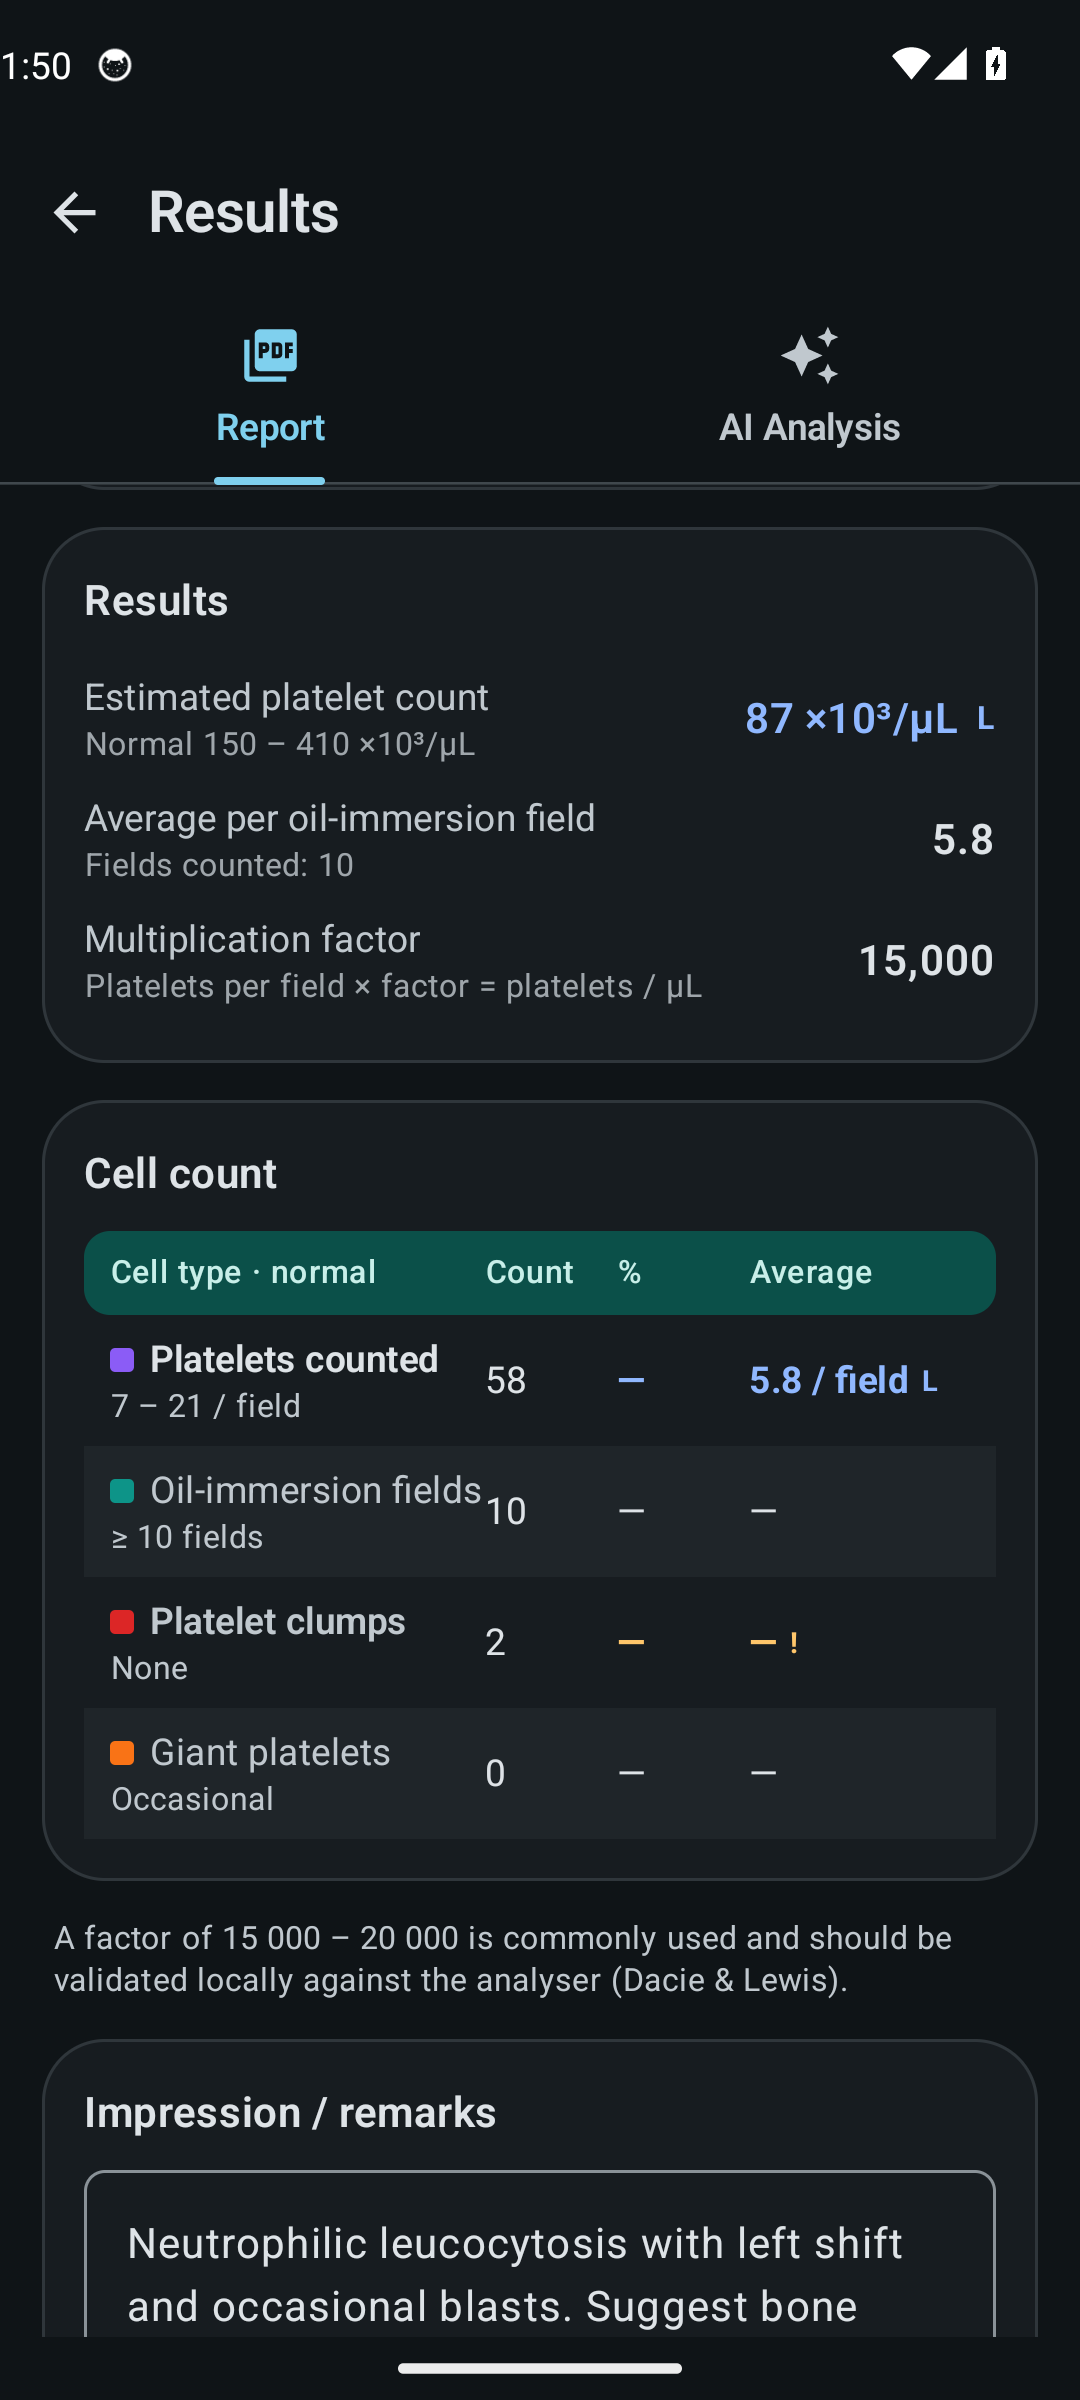 1:50
Results
PDF
Report
AI Analysis
Results
Estimated platelet count
Normal 150 – 410 ×10³/µL
87 ×10³/µL L
Average per oil-immersion field
Fields counted: 10
5.8
Multiplication factor
Platelets per field × factor = platelets / µL
15,000
Cell count
Cell type · normal Count % Average
Platelets counted
7 – 21 / field
58 – 5.8 / field L
Oil-immersion fields
≥ 10 fields
10 – –
Platelet clumps
None
2 – – !
Giant platelets
Occasional
0 – –
A factor of 15 000 – 20 000 is commonly used and should be
validated locally against the analyser (Dacie & Lewis).
Impression / remarks
Neutrophilic leucocytosis with left shift
and occasional blasts. Suggest bone